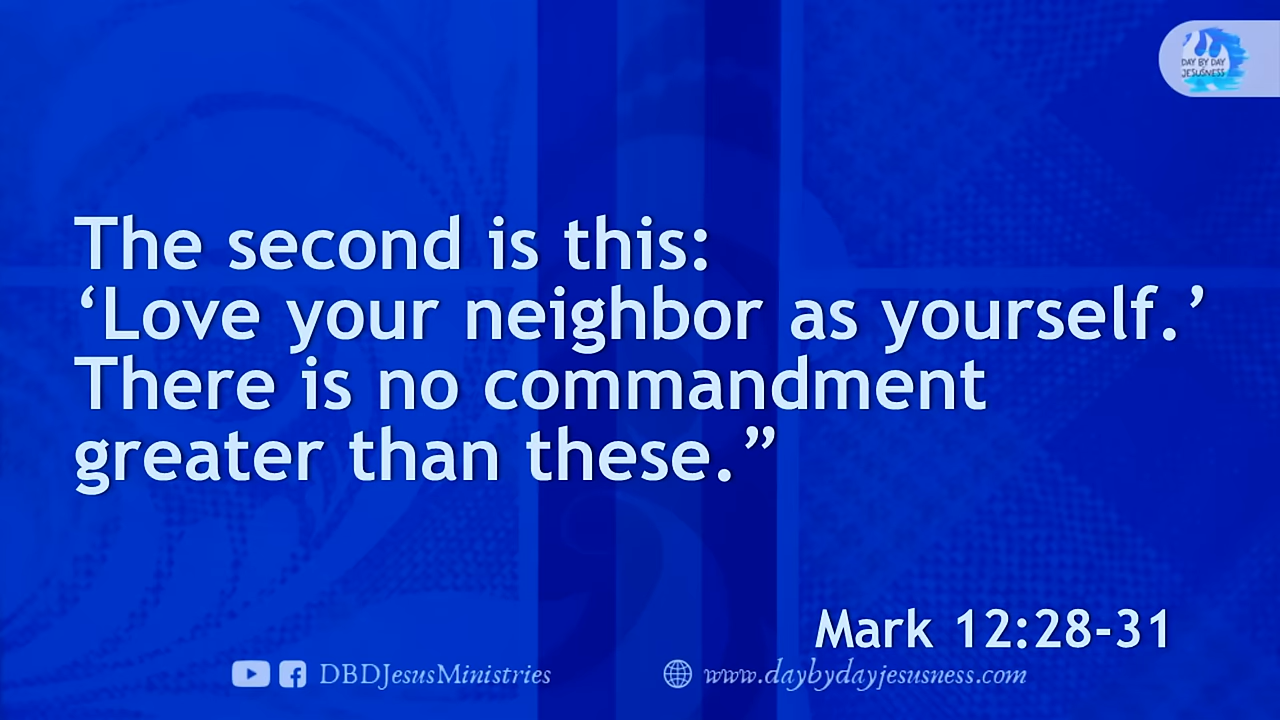 DAY BY DAY
JESUSNESS
The second is this:
‘Love your neighbor as yourself.’
There is no commandment
greater than these.”
Mark 12:28-31
DBDJesusMinistries
www.daybydayjesusness.com